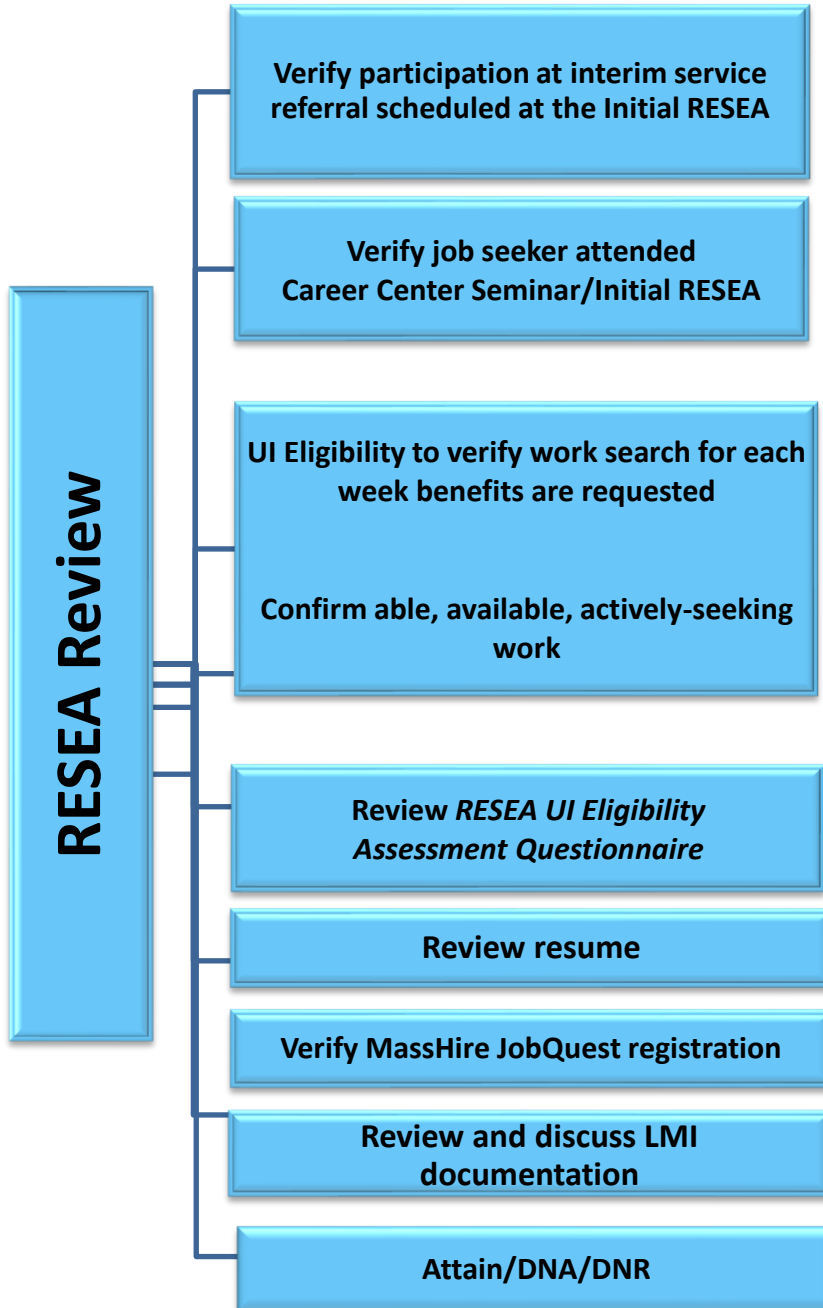 RESEA Review
Verify participation at interim service
referral scheduled at the Initial RESEA
Verify job seeker attended
Career Center Seminar/Initial RESEA
UI Eligibility to verify work search for each
week benefits are requested
Confirm able, available, actively-seeking
work
Review RESEA UI Eligibility
Assessment Questionnaire
Review resume
Verify MassHire JobQuest registration
Review and discuss LMI
documentation
Attain/DNA/DNR